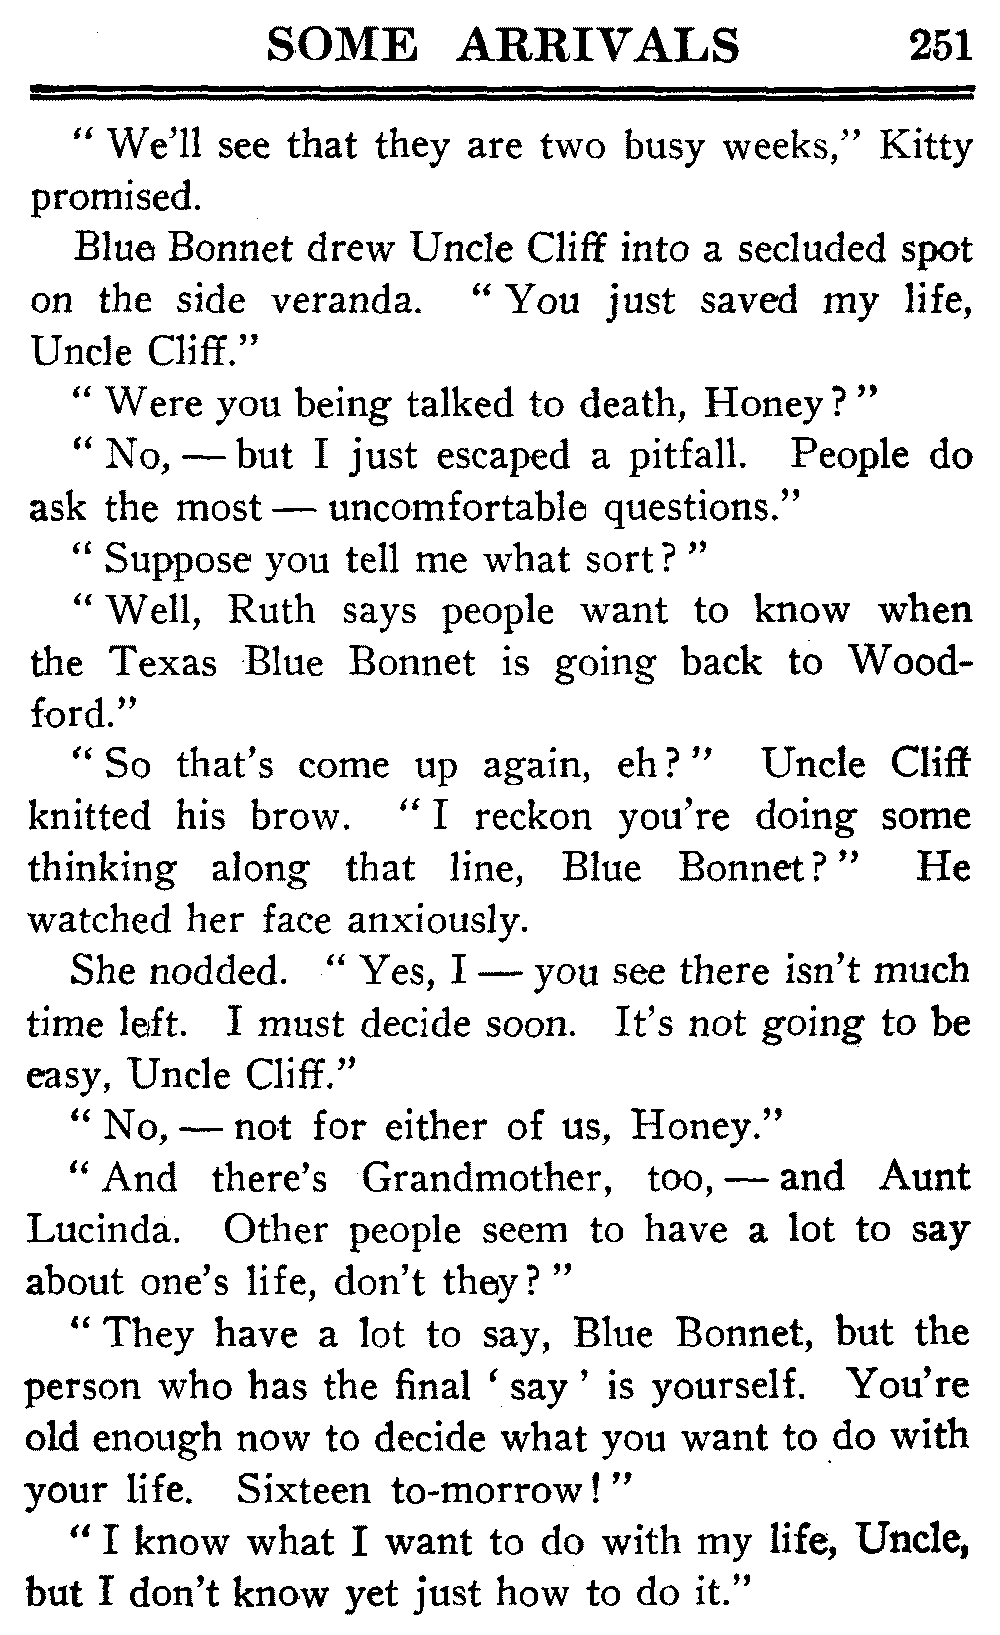 SOME ARRIVALS 251
" We'll see that they are two busy weeks," Kitty
promised.
Blue Bonnet drew Uncle Cliff into a secluded spot
on the side veranda. " You just saved my life,
Uncle Cliff."
" Were you being talked to death, Honey? "
" No, — but I just escaped a pitfall. People do
ask the most — uncomfortable questions."
" Suppose you tell me what sort? "
" Well, Ruth says people want to know when
the Texas Blue Bonnet is going back to Wood-
ford."
" So that's come up again, eh? " Uncle Cliff
knitted his brow. " I reckon you're doing some
thinking along that line, Blue Bonnet? " He
watched her face anxiously.
She nodded. " Yes, I — you see there isn't much
time left. I must decide soon. It's not going to be
easy, Uncle Cliff."
" No, — not for either of us, Honey."
" And there's Grandmother, too, — and Aunt
Lucinda. Other people seem to have a lot to say
about one's life, don't they? "
" They have a lot to say, Blue Bonnet, but the
person who has the final ' say ' is yourself. You're
old enough now to decide what you want to do with
your life. Sixteen to-morrow! "
" I know what I want to do with my life, Uncle,
but I don't know yet just how to do it."